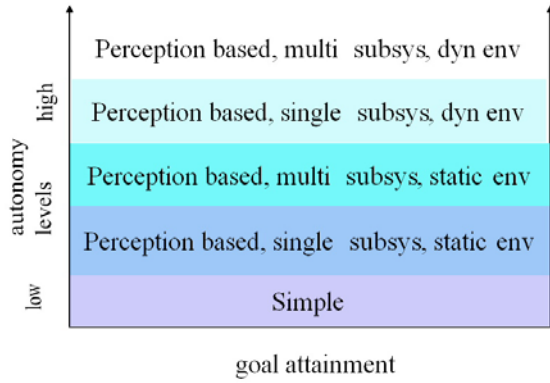 Perception based, multi subsys, dyn env
Perception based, single subsys, dyn env
Perception based, multi subsys, static env
Perception based, single subsys, static env
Simple
high
autonomy
levels
low
goal attainment